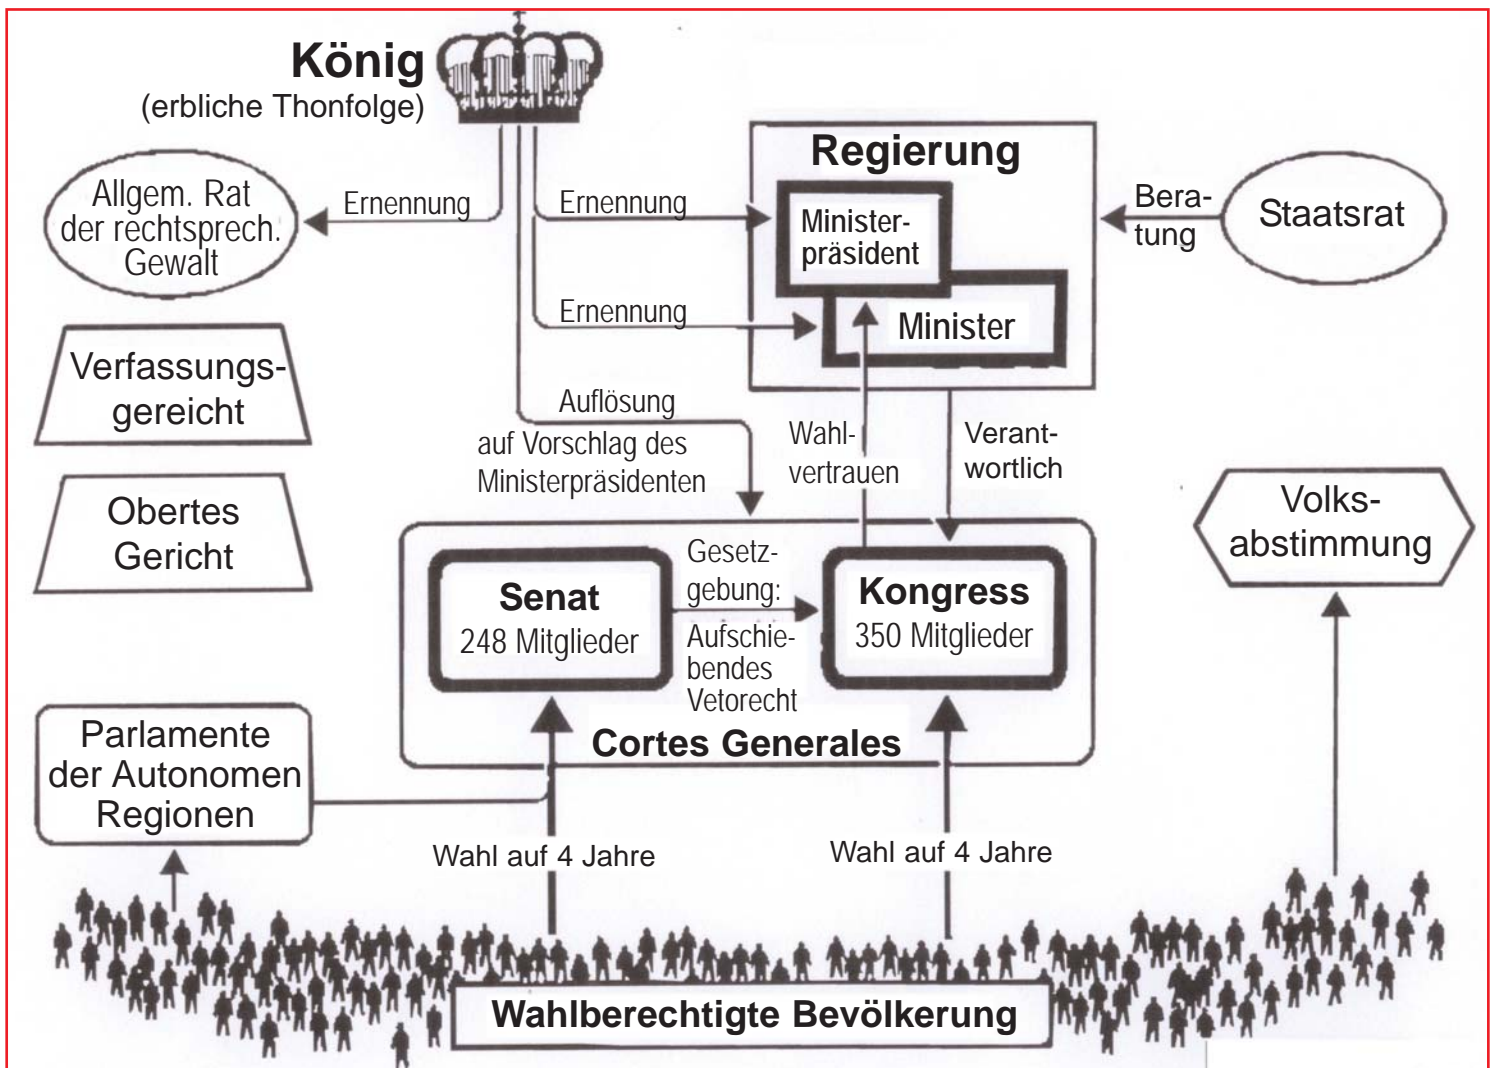 König
(erbliche Thonfolge)
Regierung
Allgem. Rat
der rechtsprech.
Gewalt
Ernennung
Ernennung
Minister-
präsident
Bera-
tung
Staatsrat
Ernennung
Minister
Verfassungs-
gereicht
Auflösung
auf Vorschlag des
Ministerpräsidenten
Wahl-
vertrauen
Verant-
wortlich
Obertes
Gericht
Volks-
abstimmung
Senat
248 Mitglieder
Gesetz-
gebung:
Aufschie-
bendes
Vetorecht
Kongress
350 Mitglieder
Cortes Generales
Parlamente
der Autonomen
Regionen
Wahl auf 4 Jahre
Wahl auf 4 Jahre
Wahlberechtigte Bevölkerung